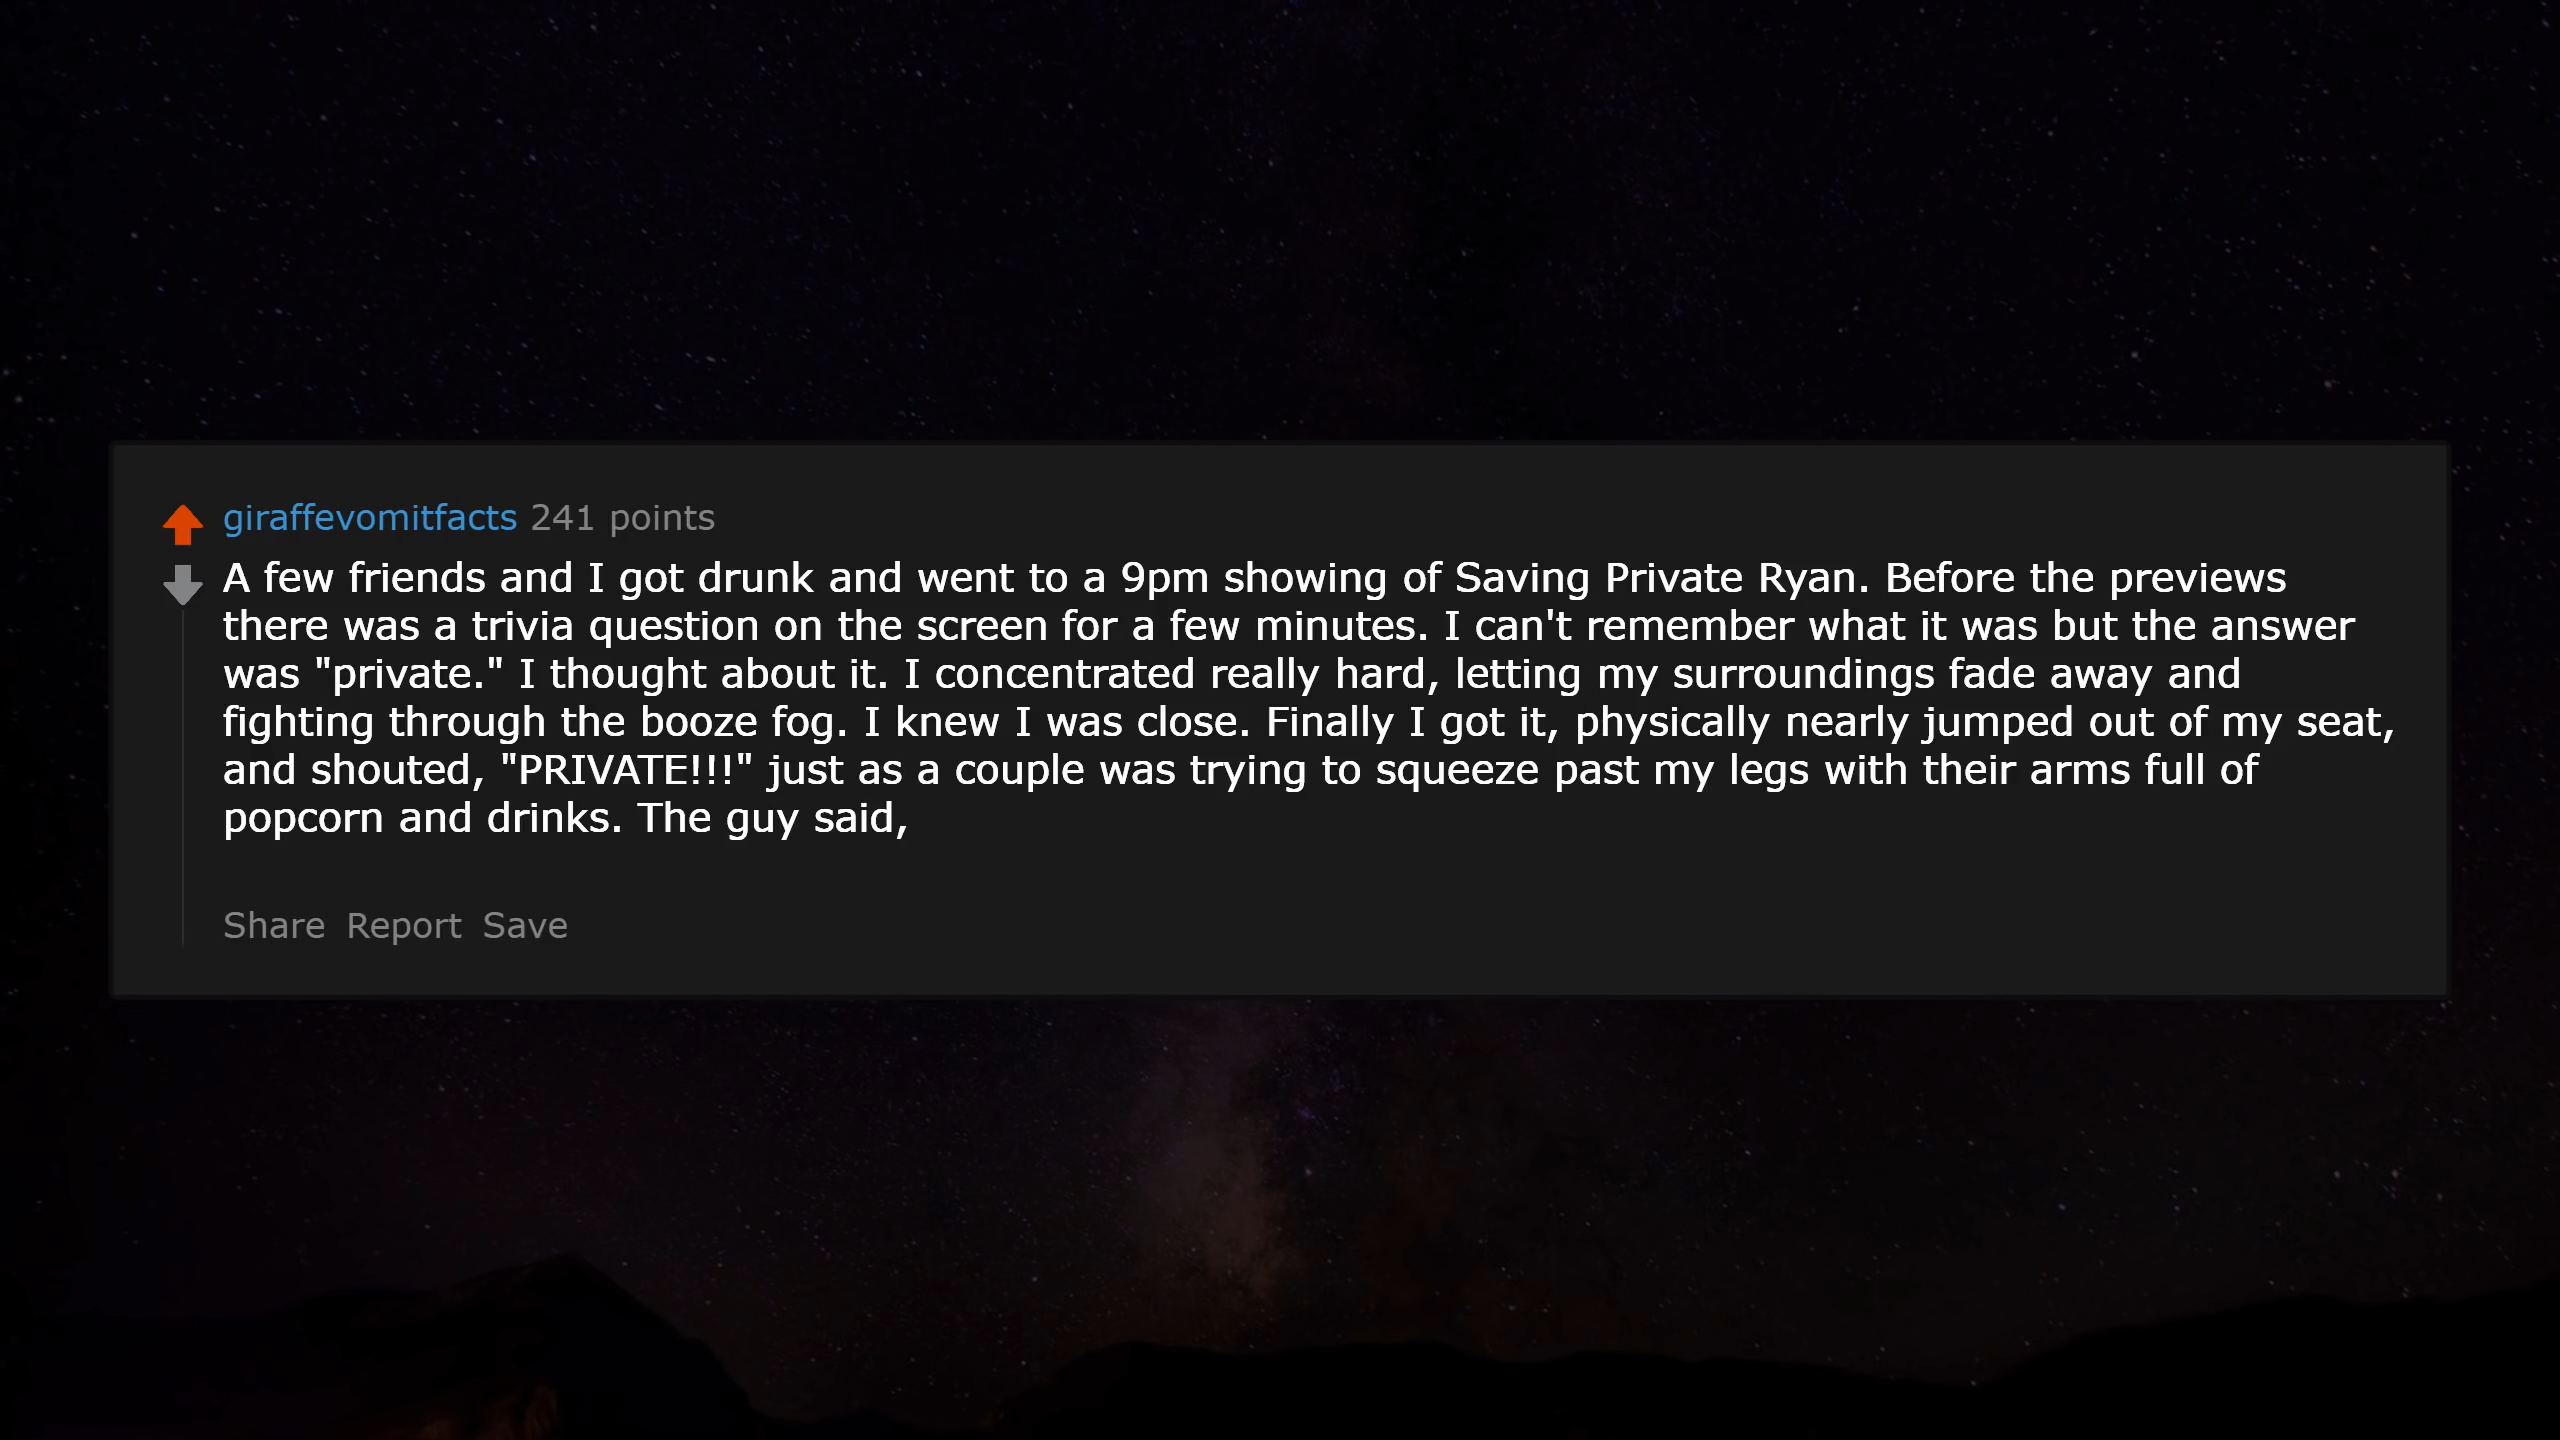 giraffevomitfacts 241 points
A few friends and I got drunk and went to a 9pm showing of Saving Private Ryan. Before the previews
there was a trivia question on the screen for a few minutes. I can't remember what it was but the answer
was "private." I thought about it. I concentrated really hard, letting my surroundings fade away and
fighting through the booze fog. I knew I was close. Finally I got it, physically nearly jumped out of my seat,
and shouted, "PRIVATE!!!" just as a couple was trying to squeeze past my legs with their arms full of
popcorn and drinks. The guy said,
Share Report Save